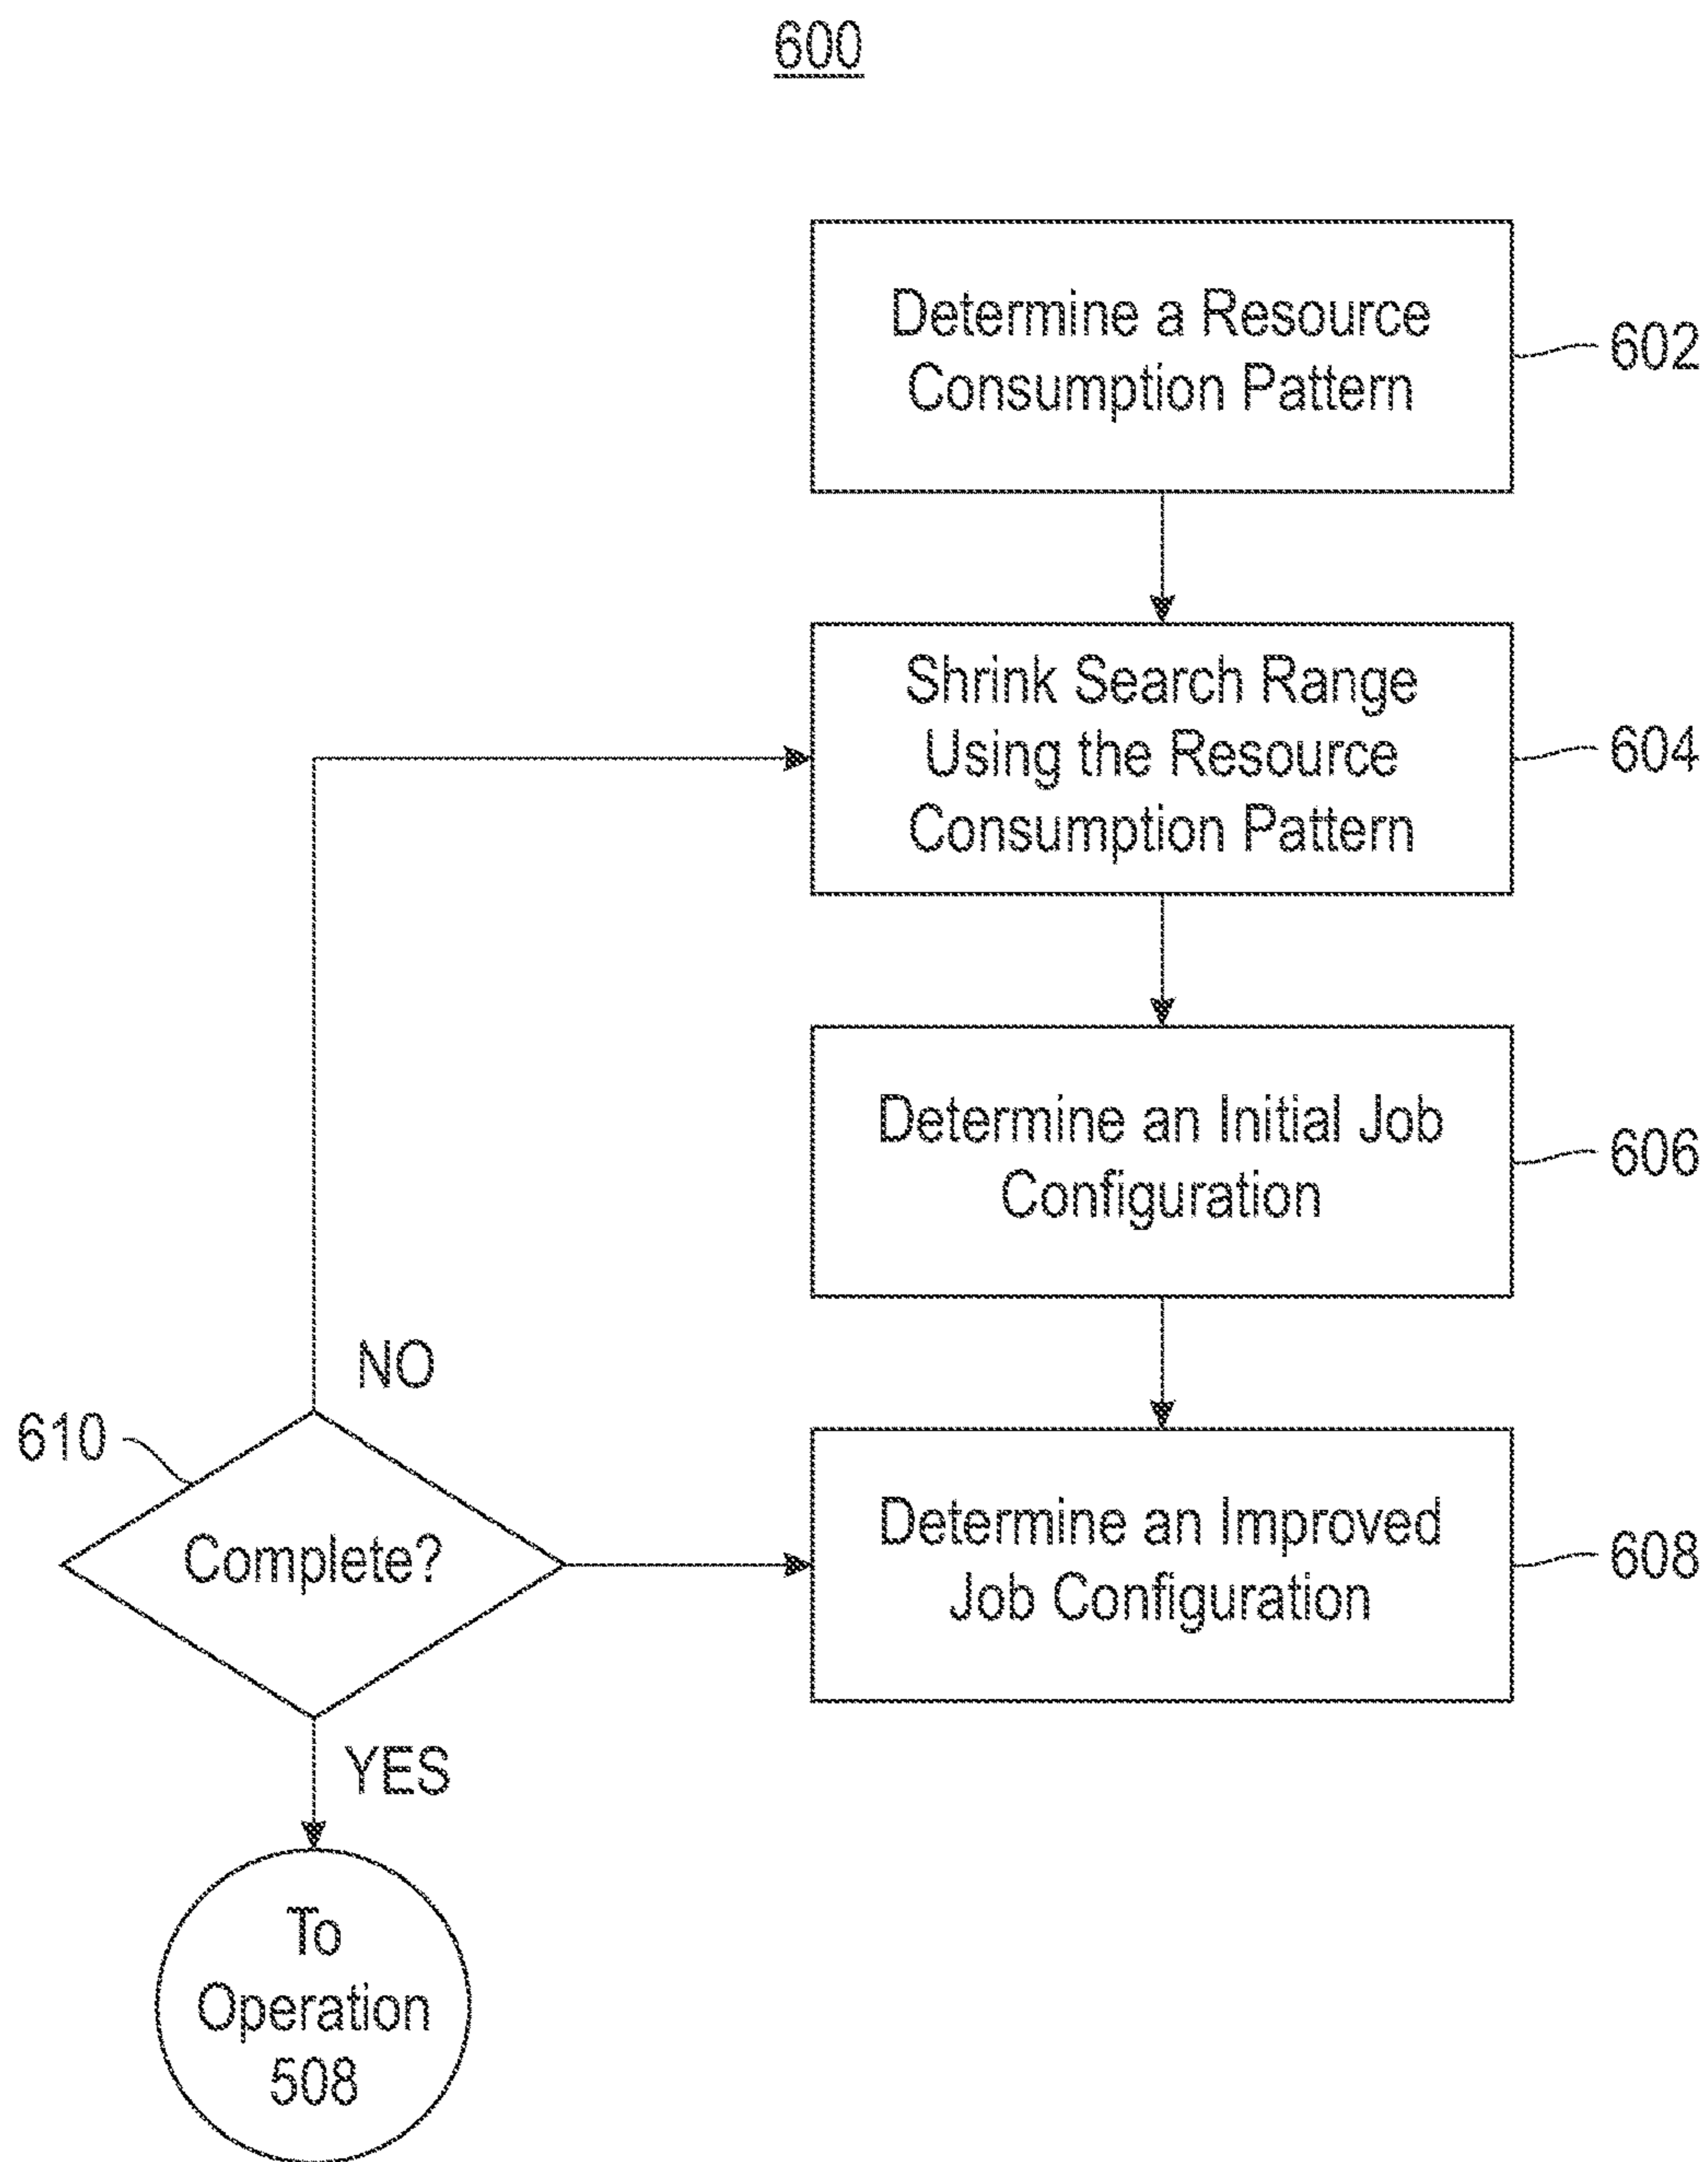 600
Determine a Resource
Consumption Pattern
602
Shrink Search Range
Using the Resource
Consumption Pattern
604
Determine an Initial Job
Configuration
606
NO
610
Complete?
Determine an Improved
Job Configuration
608
YES
To
Operation
508